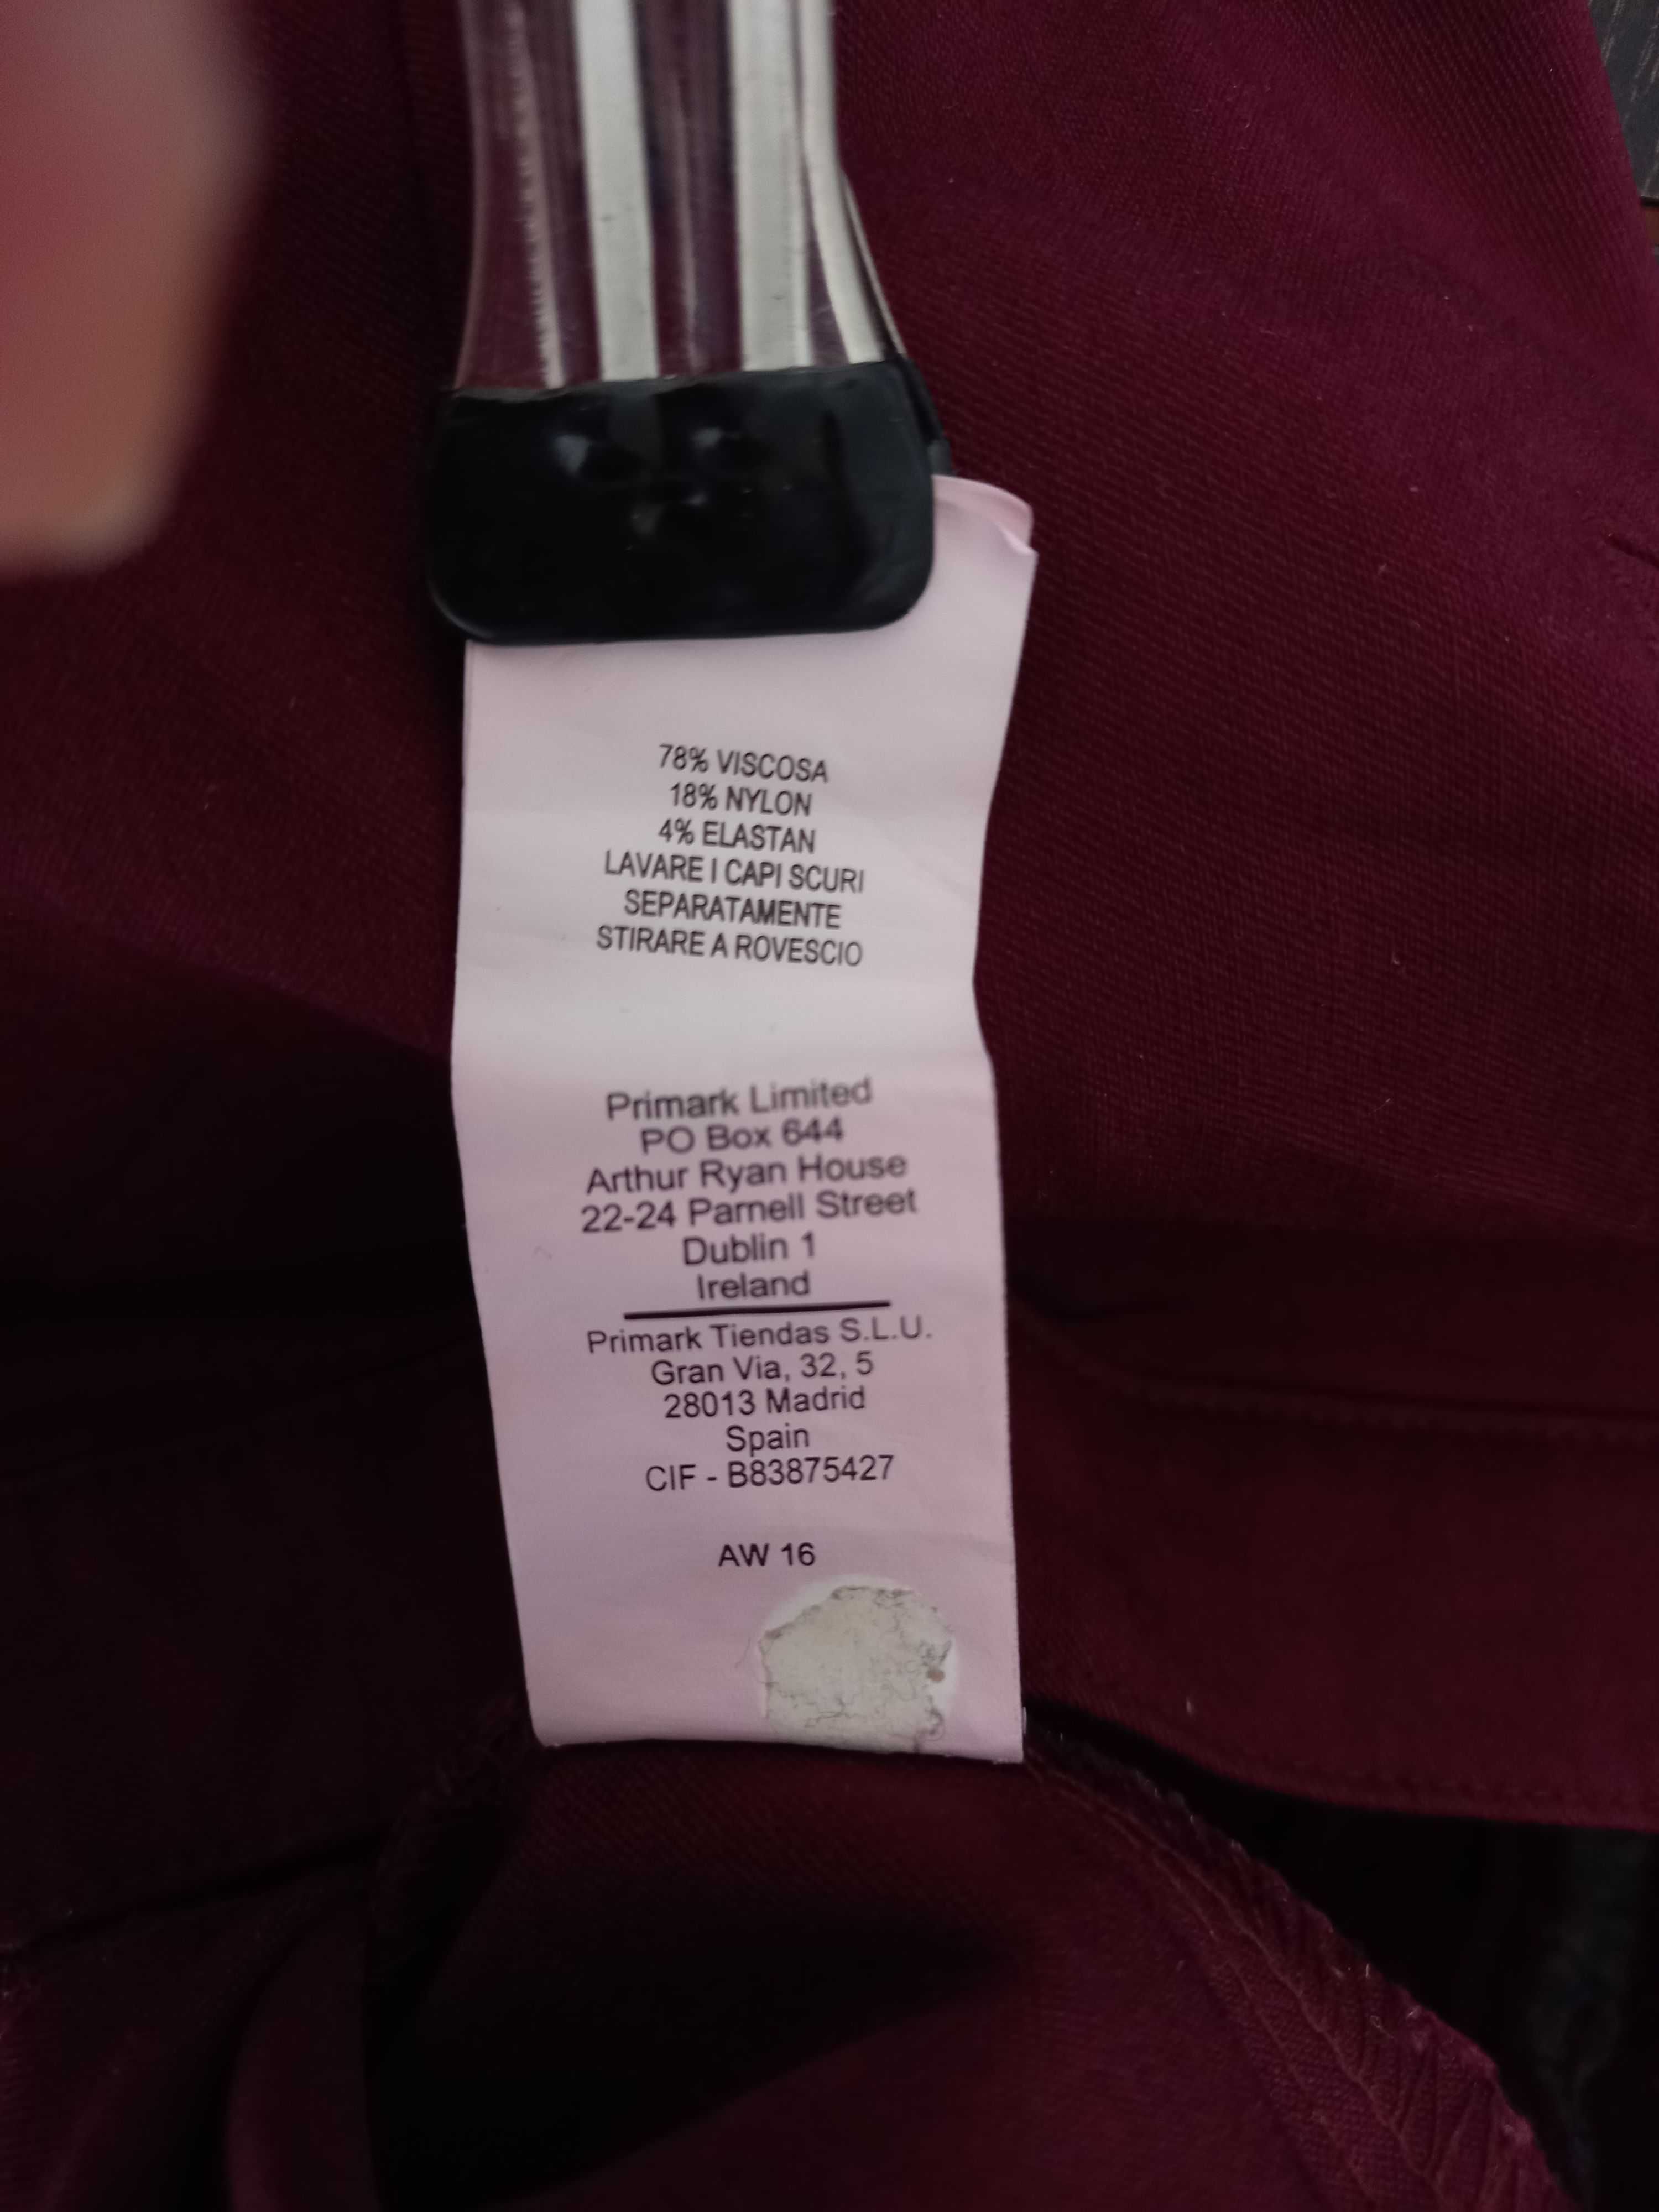 78% VISCOSA
18% NYLON
4% ELASTAN
LAVARE I CAPI SCURI
SEPARATAMENTE
STIRARE A ROVESCIO
Primark Limited
PO Box 644
Arthur Ryan House
22-24 Parnell Street
Dublin 1
Ireland
Primark Tiendas S.L.U.
Gran Via, 32, 5
28013 Madrid
Spain
CIF - B83875427
AW 16